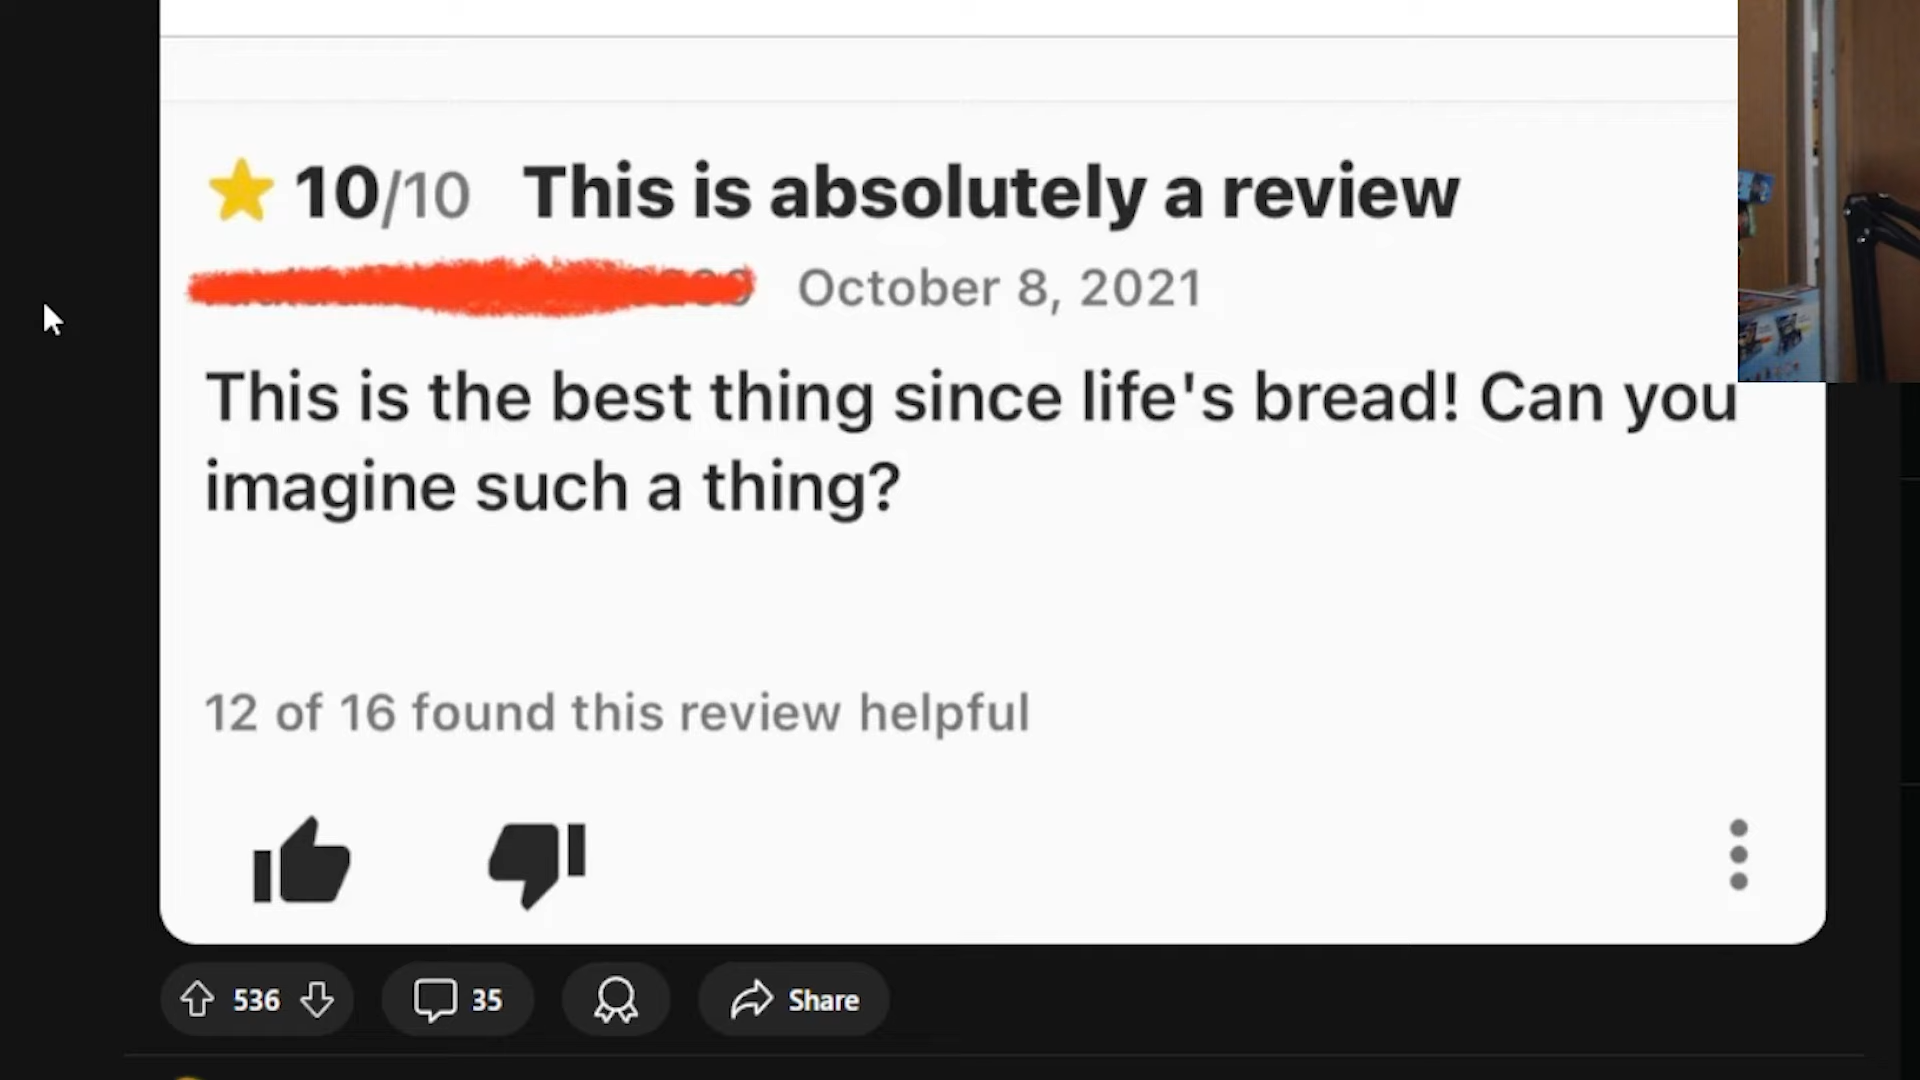 10/10 This is absolutely a review
October 8, 2021
This is the best thing since life's bread! Can you
imagine such a thing?
12 of 16 found this review helpful
536 35 Share